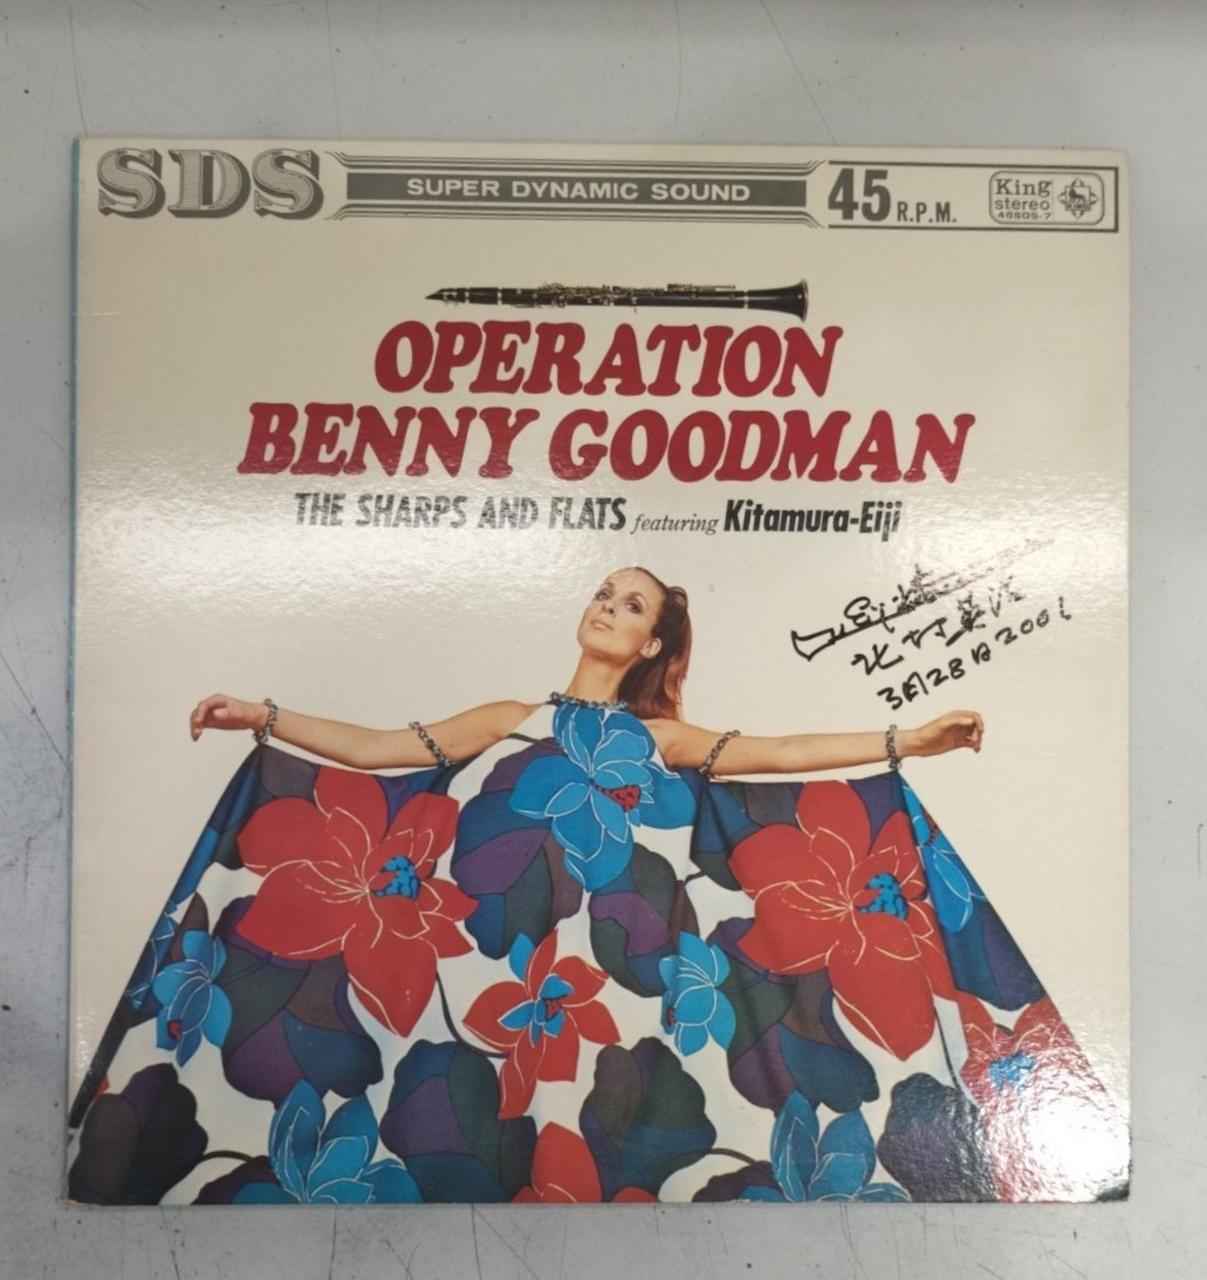 SDS
SUPER DYNAMIC SOUND
45 R.P.M.
King
stereo
OPERATION
BENNY GOODMAN
THE SHARPS AND FLATS featuring Kitamura-Eiji
Eiji
北村英治
3月28日2001